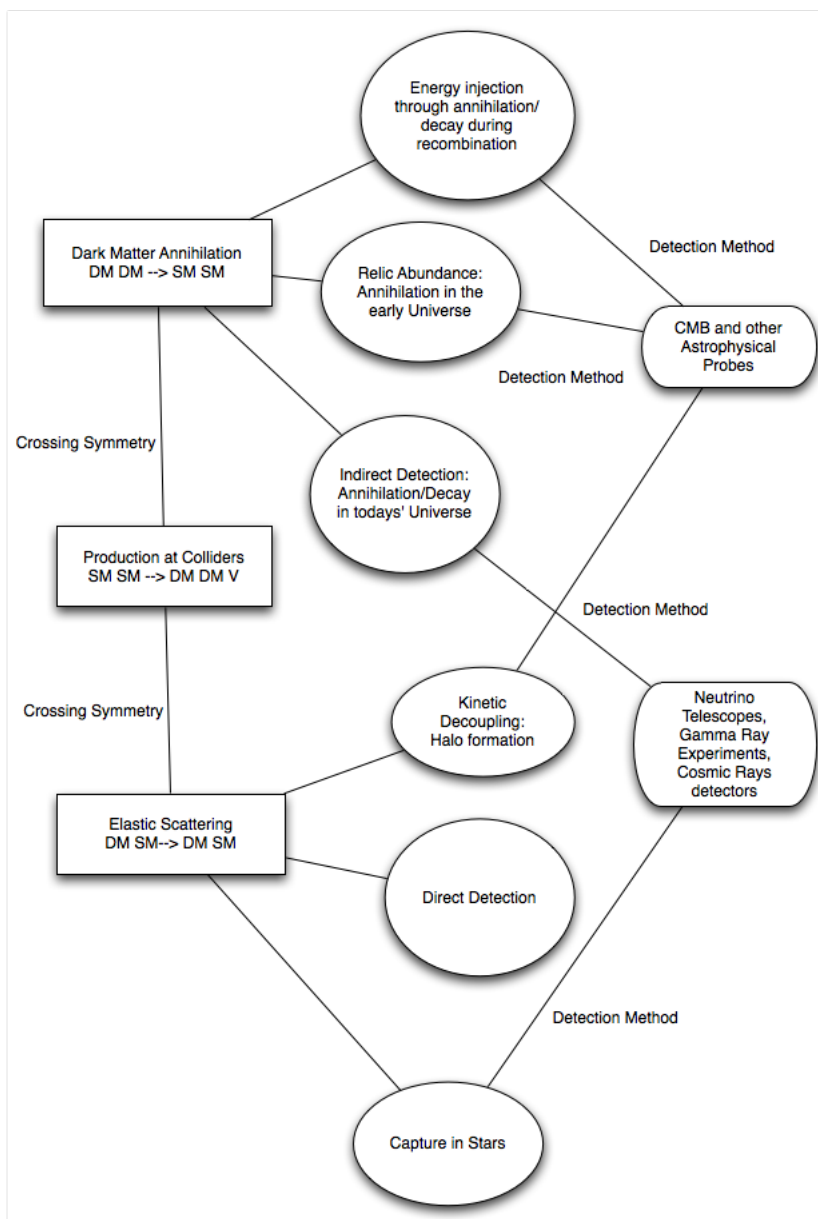 Energy injection
through annihilation/
decay during
recombination
Detection Method
Dark Matter Annihilation
DM DM --> SM SM
Relic Abundance:
Annihilation in the
early Universe
CMB and other
Astrophysical
Probes
Detection Method
Crossing Symmetry
Indirect Detection:
Annihilation/Decay
in todays' Universe
Production at Colliders
SM SM --> DM DM V
Detection Method
Crossing Symmetry
Kinetic
Decoupling:
Halo formation
Neutrino
Telescopes,
Gamma Ray
Experiments,
Cosmic Rays
detectors
Elastic Scattering
DM SM--> DM SM
Direct Detection
Detection Method
Capture in Stars